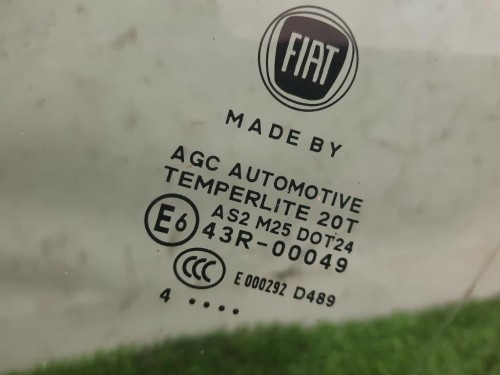 FIAT
MADE BY
AGC AUTOMOTIVE
TEMPERLITE 20T
AS2 M25 DOT24
E6 43R-00049
CCC E 000292 D489
4 ••••